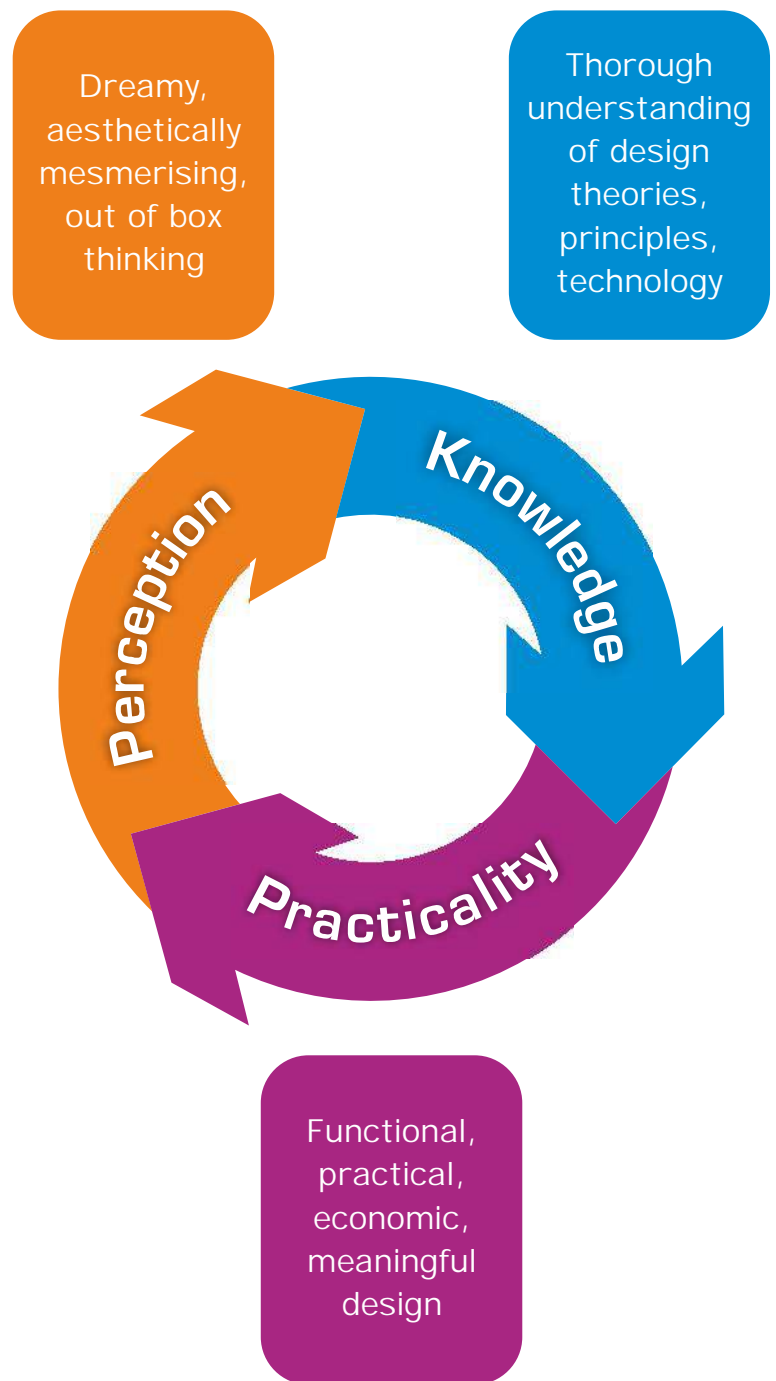 Dreamy,
aesthetically
mesmerising,
out of box
thinking
Thorough
understanding
of design
theories,
principles,
technology
Perception
Knowledge
Practicality
Functional,
practical,
economic,
meaningful
design